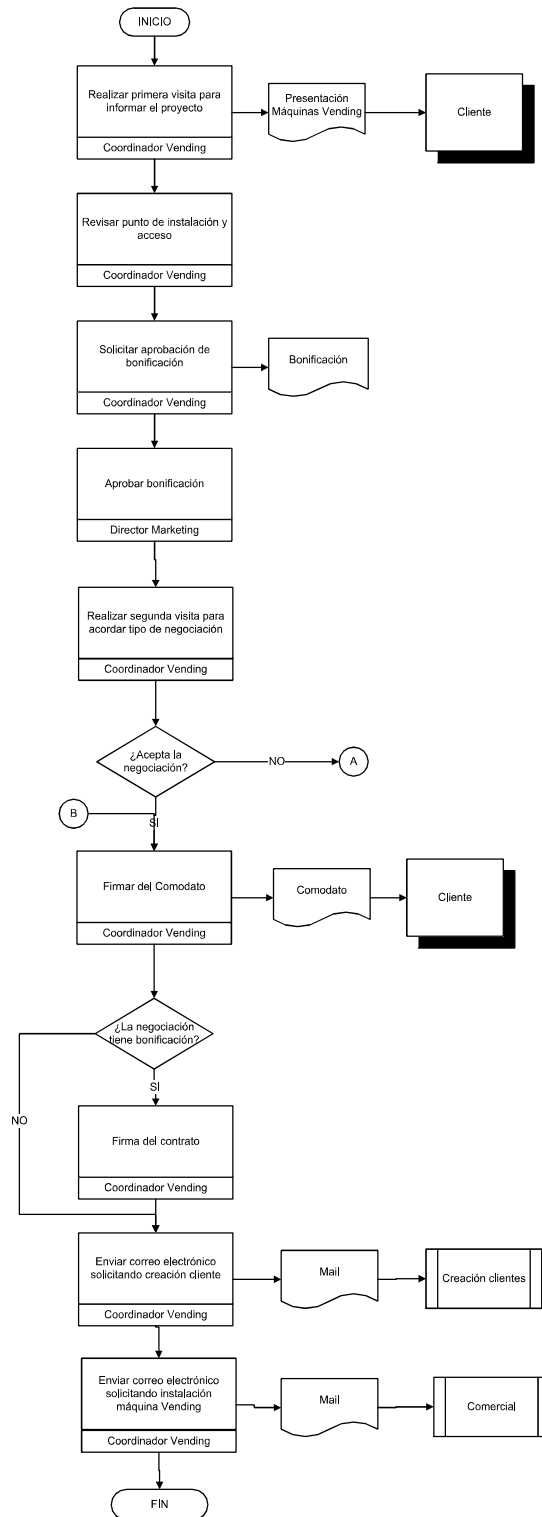 INICIO
Realizar primera visita para
informar el proyecto
Coordinador Vending
Presentación
Máquinas Vending
Cliente
Revisar punto de instalación y
acceso
Coordinador Vending
Solicitar aprobación de
bonificación
Coordinador Vending
Bonificación
Aprobar bonificación
Director Marketing
Realizar segunda visita para
acordar tipo de negociación
Coordinador Vending
¿Acepta la
negociación?
NO
A
B
SI
Firmar del Comodato
Coordinador Vending
Comodato
Cliente
¿La negociación
tiene bonificación?
SI
NO
Firma del contrato
Coordinador Vending
Enviar correo electrónico
solicitando creación cliente
Coordinador Vending
Mail
Creación clientes
Enviar correo electrónico
solicitando instalación
máquina Vending
Coordinador Vending
Mail
Comercial
FIN